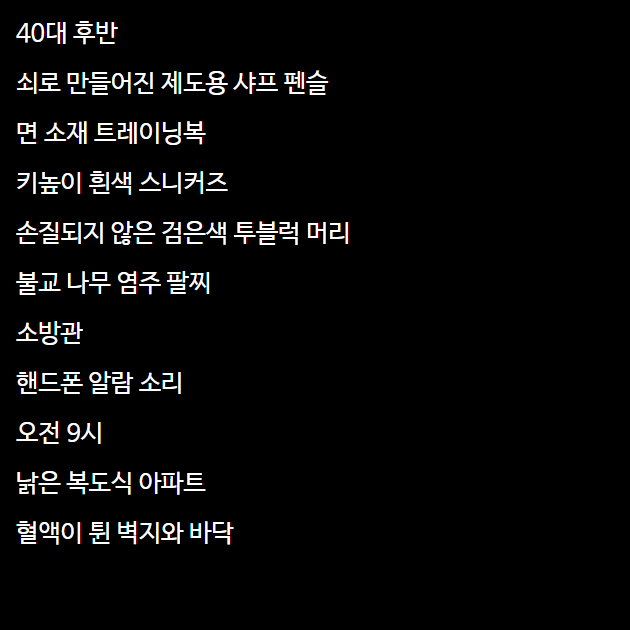 40대 후반
쇠로 만들어진 제도용 샤프 펜슬
면 소재 트레이닝복
키높이 흰색 스니커즈
손질되지 않은 검은색 투블럭 머리
불교 나무 염주 팔찌
소방관
핸드폰 알람 소리
오전 9시
낡은 복도식 아파트
혈액이 튄 벽지와 바닥